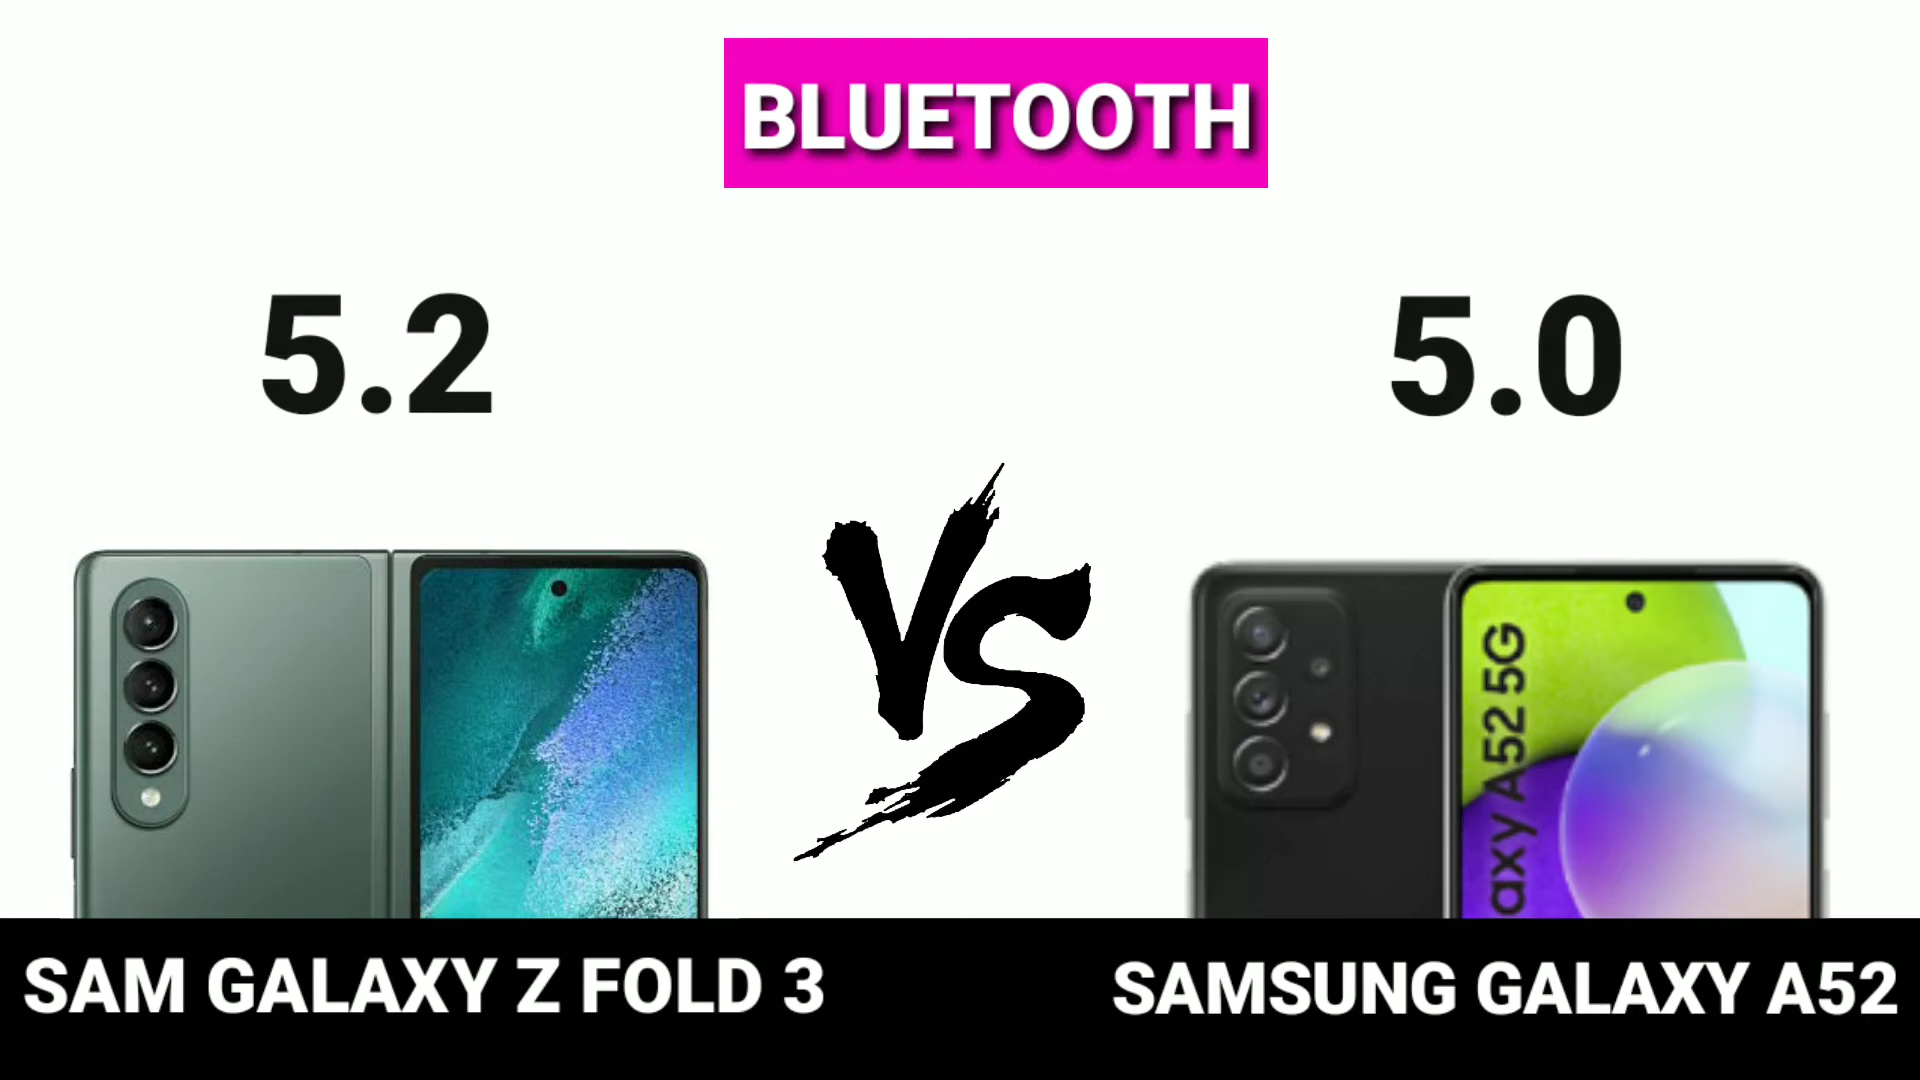 BLUETOOTH
5.2
5.0
VS
axy A52 5G
SAM GALAXY Z FOLD 3
SAMSUNG GALAXY A52